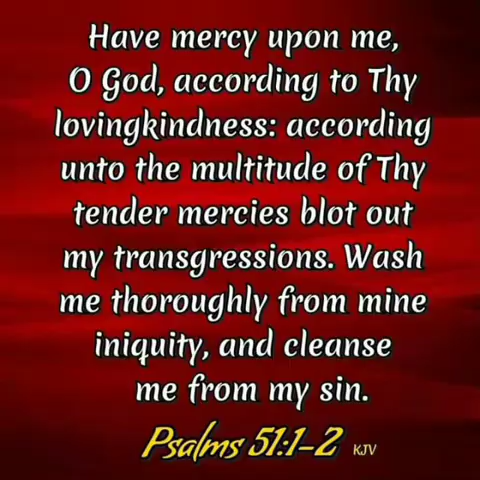 Have mercy upon me,
O God, according to Thy
lovingkindness: according
unto the multitude of Thy
tender mercies blot out
my transgressions. Wash
me thoroughly from mine
iniquity, and cleanse
me from my sin.
Psalms 51:1-2 KJV